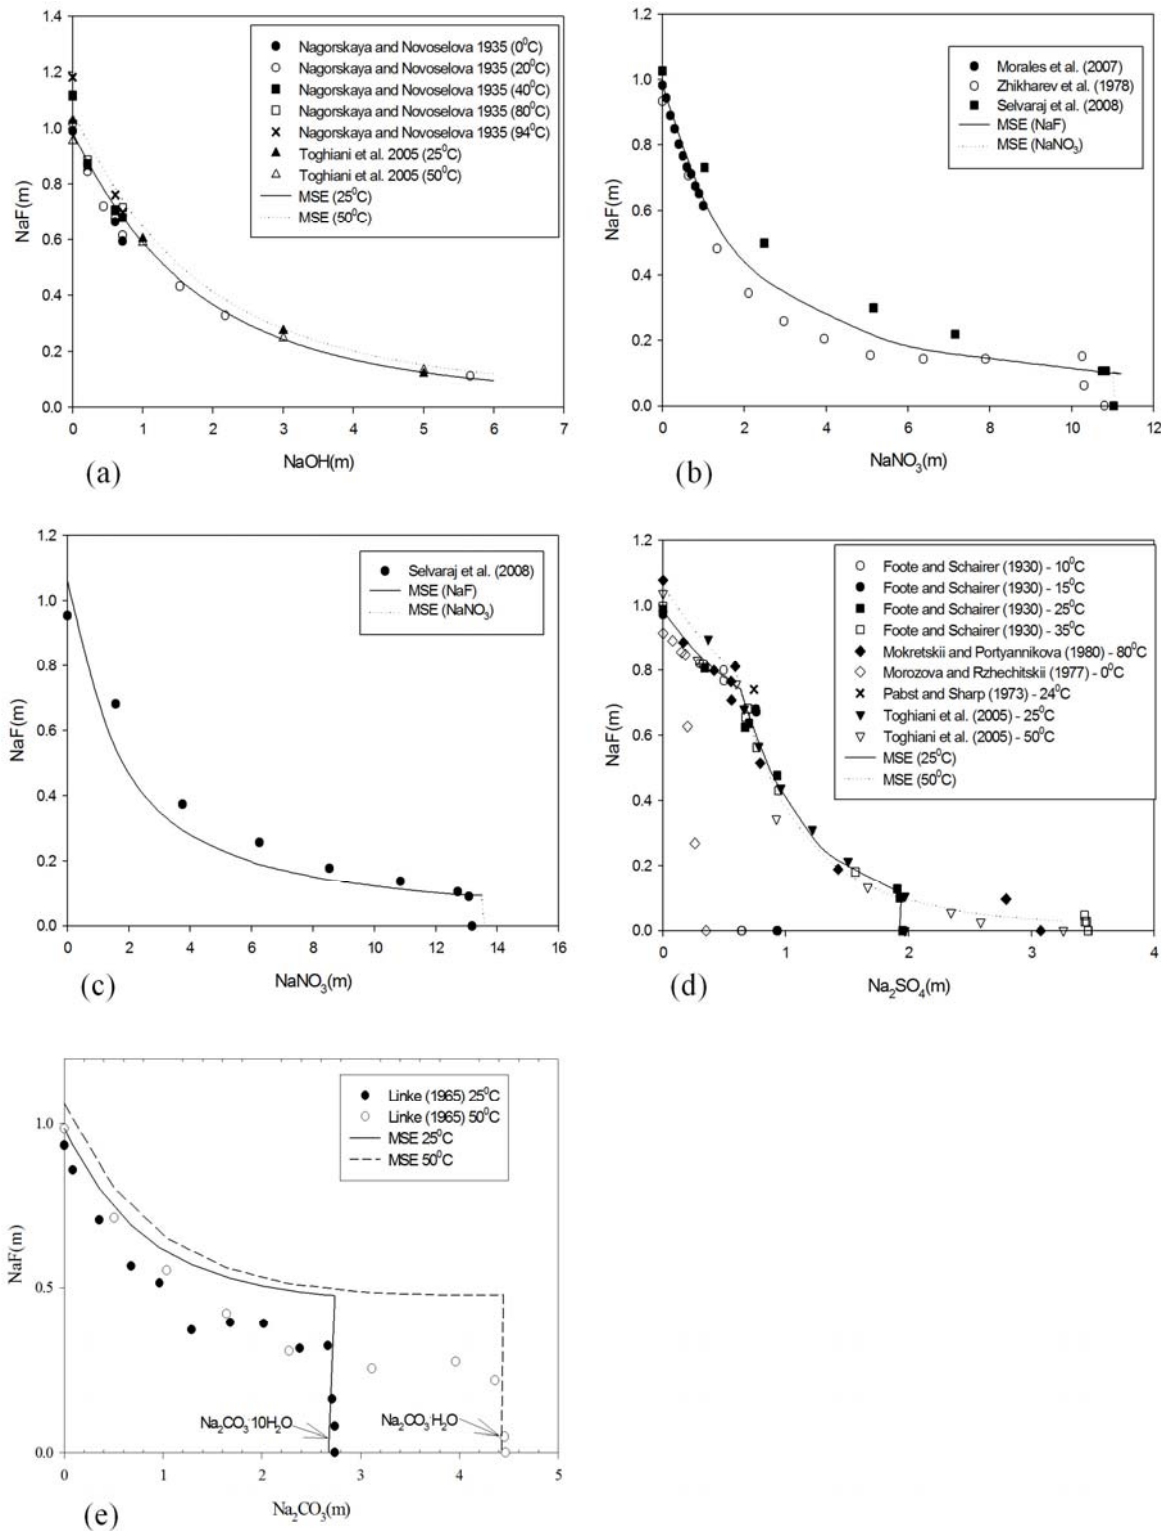 1.4
1.2
1.0
0.8
0.6
0.4
0.2
0.0
NaF(m)
0 1 2 3 4 5 6 7
NaOH(m)
(a)
Nagorskaya and Novoselova 1935 (0⁰C)
Nagorskaya and Novoselova 1935 (20⁰C)
Nagorskaya and Novoselova 1935 (40⁰C)
Nagorskaya and Novoselova 1935 (80⁰C)
Nagorskaya and Novoselova 1935 (94⁰C)
Toghiani et al. 2005 (25⁰C)
Toghiani et al. 2005 (50⁰C)
MSE (25⁰C)
MSE (50⁰C)
1.2
1.0
0.8
0.6
0.4
0.2
0.0
NaF(m)
0 2 4 6 8 10 12
NaNO₃(m)
(b)
Morales et al. (2007)
Zhikharev et al. (1978)
Selvaraj et al. (2008)
MSE (NaF)
MSE (NaNO₃)
1.2
1.0
0.8
0.6
0.4
0.2
0.0
NaF(m)
0 2 4 6 8 10 12 14 16
NaNO₃(m)
(c)
Selvaraj et al. (2008)
MSE (NaF)
MSE (NaNO₃)
1.2
1.0
0.8
0.6
0.4
0.2
0.0
NaF(m)
0 1 2 3 4
Na₂SO₄(m)
(d)
Foote and Schairer (1930) - 10⁰C
Foote and Schairer (1930) - 15⁰C
Foote and Schairer (1930) - 25⁰C
Foote and Schairer (1930) - 35⁰C
Mokretskii and Portyannikova (1980) - 80⁰C
Morozova and Rzhechitskii (1977) - 0⁰C
Pabst and Sharp (1973) - 24⁰C
Toghiani et al. (2005) - 25⁰C
Toghiani et al. (2005) - 50⁰C
MSE (25⁰C)
MSE (50⁰C)
1.0
0.5
0.0
NaF(m)
0 1 2 3 4 5
Na₂CO₃(m)
(e)
Linke (1965) 25⁰C
Linke (1965) 50⁰C
MSE 25⁰C
MSE 50⁰C
Na₂CO₃·10H₂O
Na₂CO₃·H₂O